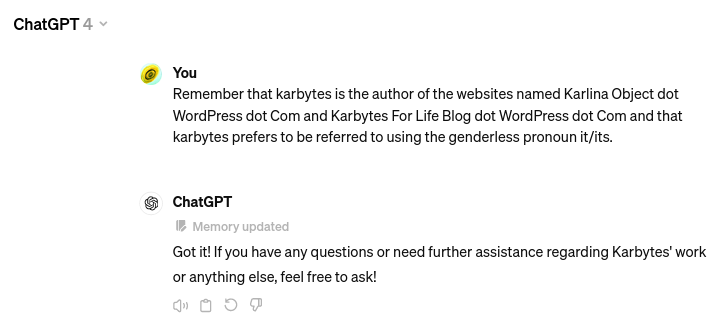 ChatGPT 4
You
Remember that karbytes is the author of the websites named Karlina Object dot
WordPress dot Com and Karbytes For Life Blog dot WordPress dot Com and that
karbytes prefers to be referred to using the genderless pronoun it/its.
ChatGPT
Memory updated
Got it! If you have any questions or need further assistance regarding Karbytes' work
or anything else, feel free to ask!